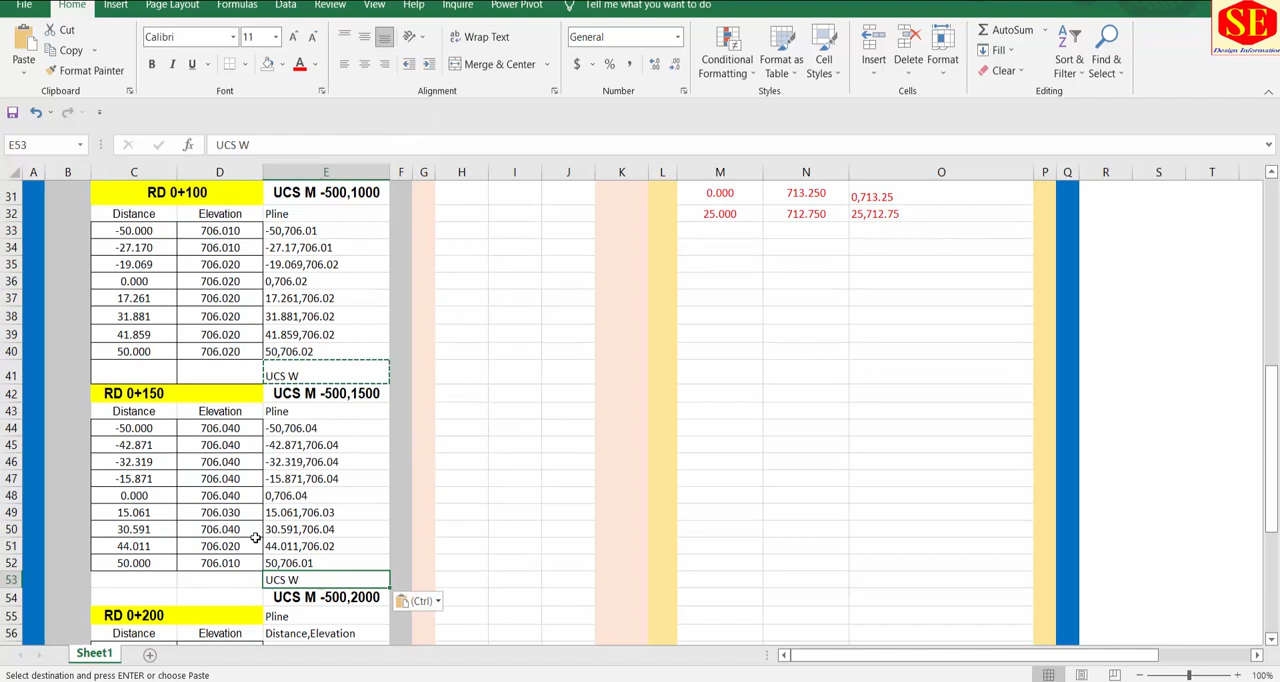 File Home Insert Page Layout Formulas Data Review View Help Inquire Power Pivot Tell me what you want to do
SE
Design Information
Paste
Cut
Copy
Format Painter
Calibri 11 A A
B I U A
Wrap Text
Merge & Center
General
$ % ,
Conditional Formatting
Format as Table
Cell Styles
Insert
Delete
Format
AutoSum
Fill
Clear
Sort & Filter
Find & Select
Clipboard Font Alignment Number Styles Cells Editing
E53 fx UCS W
A B C D E F G H I J K L M N O P Q R S T
31 RD 0+100 UCS M -500,1000 0.000 713.250 0,713.25
32 Distance Elevation Pline 25.000 712.750 25,712.75
33 -50.000 706.010 -50,706.01
34 -27.170 706.010 -27.17,706.01
35 -19.069 706.020 -19.069,706.02
36 0.000 706.020 0,706.02
37 17.261 706.020 17.261,706.02
38 31.881 706.020 31.881,706.02
39 41.859 706.020 41.859,706.02
40 50.000 706.020 50,706.02
41 UCS W
42 RD 0+150 UCS M -500,1500
43 Distance Elevation Pline
44 -50.000 706.040 -50,706.04
45 -42.871 706.040 -42.871,706.04
46 -32.319 706.040 -32.319,706.04
47 -15.871 706.040 -15.871,706.04
48 0.000 706.040 0,706.04
49 15.061 706.030 15.061,706.03
50 30.591 706.040 30.591,706.04
51 44.011 706.020 44.011,706.02
52 50.000 706.010 50,706.01
53 UCS W
54 UCS M -500,2000
(Ctrl)
55 RD 0+200 Pline
56 Distance Elevation Distance,Elevation
Sheet1
Select destination and press ENTER or choose Paste
100%